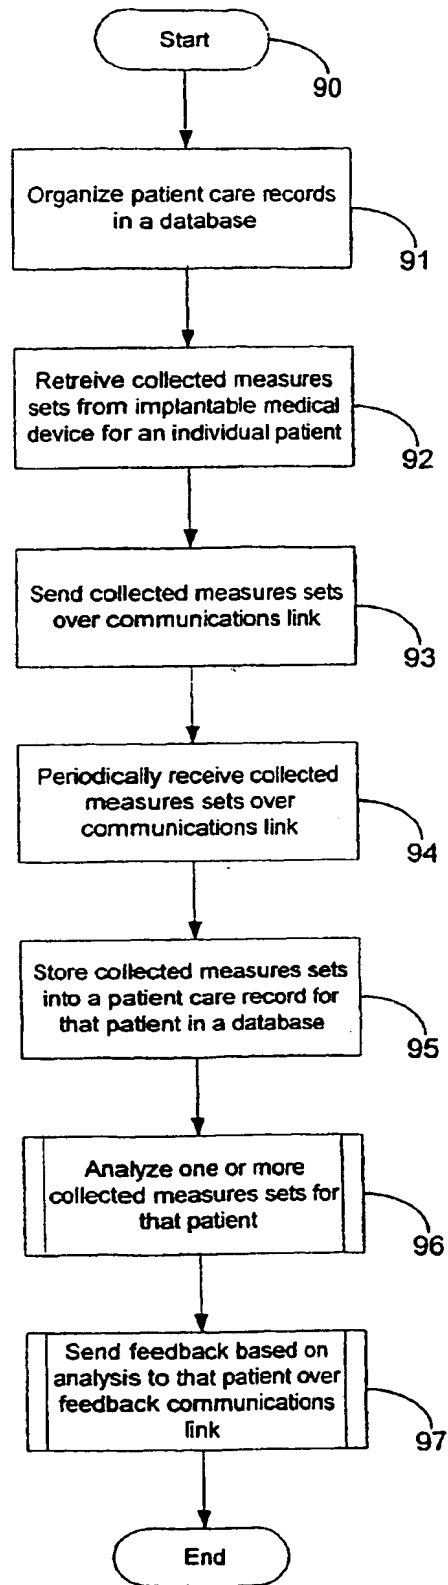 Start
90
Organize patient care records
in a database
91
Retreive collected measures
sets from implantable medical
device for an individual patient
92
Send collected measures sets
over communications link
93
Periodically receive collected
measures sets over
communications link
94
Store collected measures sets
into a patient care record for
that patient in a database
95
Analyze one or more
collected measures sets for
that patient
96
Send feedback based on
analysis to that patient over
feedback communications
link
97
End